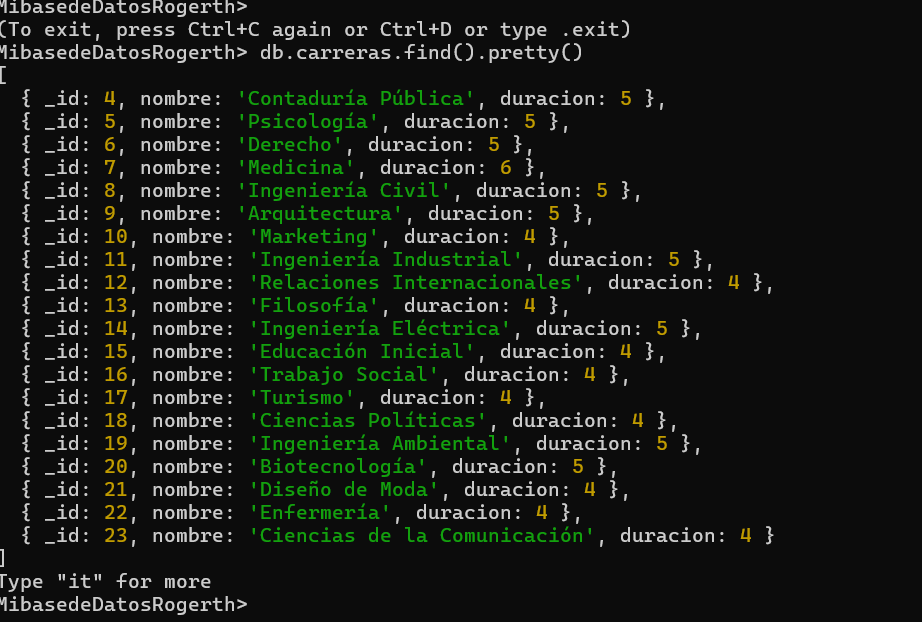 MibasedeDatosRogerth>
(To exit, press Ctrl+C again or Ctrl+D or type .exit)
MibasedeDatosRogerth> db.carreras.find().pretty()
[
  { _id: 4, nombre: 'Contaduría Pública', duracion: 5 },
  { _id: 5, nombre: 'Psicología', duracion: 5 },
  { _id: 6, nombre: 'Derecho', duracion: 5 },
  { _id: 7, nombre: 'Medicina', duracion: 6 },
  { _id: 8, nombre: 'Ingeniería Civil', duracion: 5 },
  { _id: 9, nombre: 'Arquitectura', duracion: 5 },
  { _id: 10, nombre: 'Marketing', duracion: 4 },
  { _id: 11, nombre: 'Ingeniería Industrial', duracion: 5 },
  { _id: 12, nombre: 'Relaciones Internacionales', duracion: 4 },
  { _id: 13, nombre: 'Filosofía', duracion: 4 },
  { _id: 14, nombre: 'Ingeniería Eléctrica', duracion: 5 },
  { _id: 15, nombre: 'Educación Inicial', duracion: 4 },
  { _id: 16, nombre: 'Trabajo Social', duracion: 4 },
  { _id: 17, nombre: 'Turismo', duracion: 4 },
  { _id: 18, nombre: 'Ciencias Políticas', duracion: 4 },
  { _id: 19, nombre: 'Ingeniería Ambiental', duracion: 5 },
  { _id: 20, nombre: 'Biotecnología', duracion: 5 },
  { _id: 21, nombre: 'Diseño de Moda', duracion: 4 },
  { _id: 22, nombre: 'Enfermería', duracion: 4 },
  { _id: 23, nombre: 'Ciencias de la Comunicación', duracion: 4 }
]
Type "it" for more
MibasedeDatosRogerth>